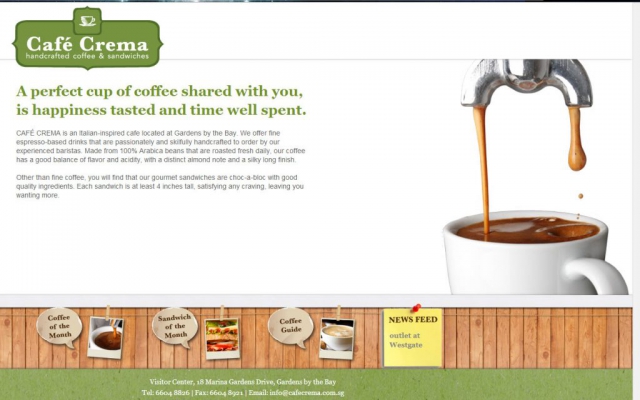 Café Crema
handcrafted coffee & sandwiches
A perfect cup of coffee shared with you,
is happiness tasted and time well spent.
CAFÉ CREMA is an Italian-inspired cafe located at Gardens by the Bay. We offer fine
espresso-based drinks that are passionately and skilfully handcrafted to order by our
experienced baristas. Made from 100% Arabica beans that are roasted fresh daily, our coffee
has a good balance of flavor and acidity, with a distinct almond note and a silky long finish.
Other than fine coffee, you will find that our gourmet sandwiches are choc-a-bloc with good
quality ingredients. Each sandwich is at least 4 inches tall, satisfying any craving, leaving you
wanting more.
Coffee
of the
Month
Sandwich
of the
Month
Coffee
Guide
NEWS FEED
outlet at
Westgate
Visitor Center, 18 Marina Gardens Drive, Gardens by the Bay
Tel: 6604 8826 | Fax: 6604 8921 | Email: info@cafecrema.com.sg